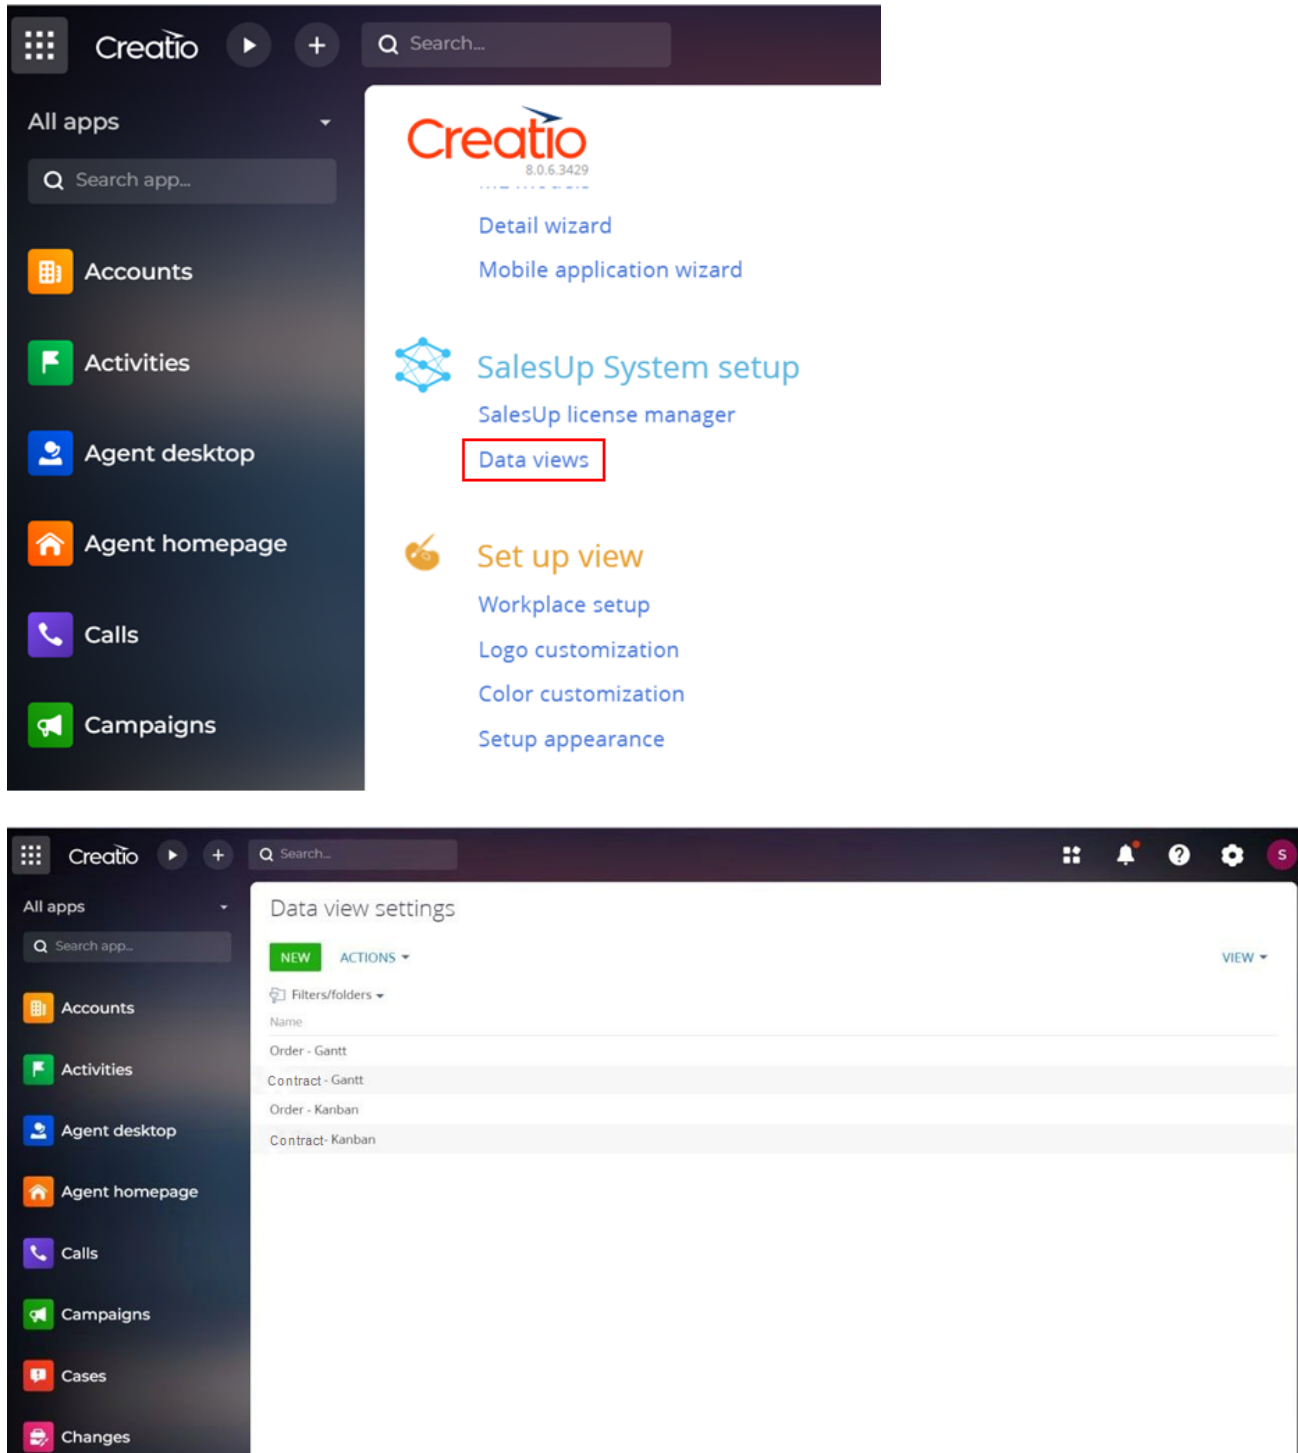 Creatio
Search...
All apps
Search app...
Accounts
Activities
Agent desktop
Agent homepage
Calls
Campaigns
Creatio
8.0.6.3429
Detail wizard
Mobile application wizard
SalesUp System setup
SalesUp license manager
Data views
Set up view
Workplace setup
Logo customization
Color customization
Setup appearance
Creatio
Search...
S
All apps
Search app...
Accounts
Activities
Agent desktop
Agent homepage
Calls
Campaigns
Cases
Changes
Data view settings
NEW ACTIONS VIEW
Filters/folders
Name
Order - Gantt
Contract - Gantt
Order - Kanban
Contract- Kanban